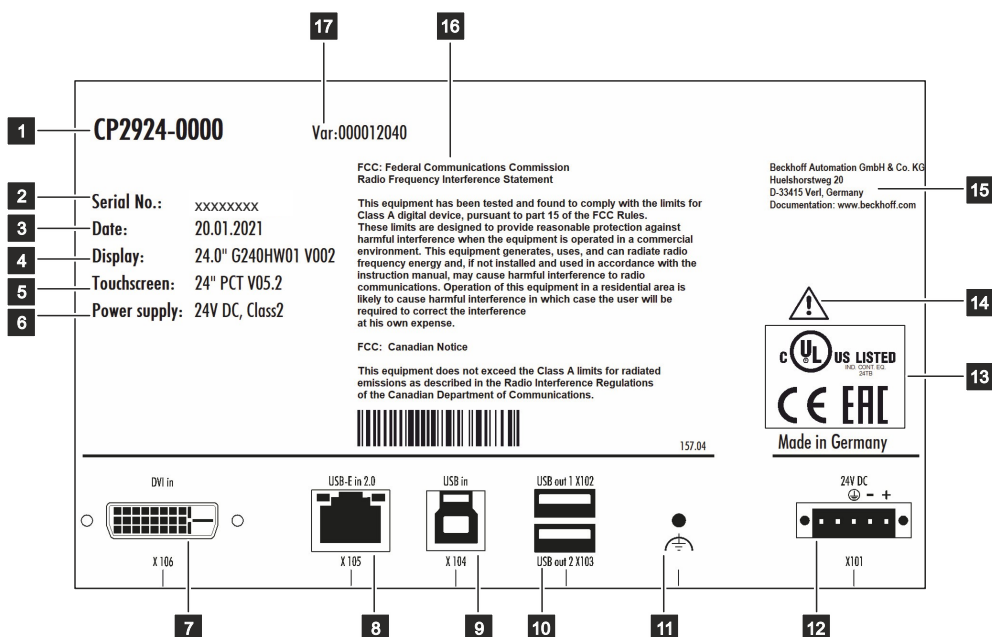 17
16
1
CP2924-0000
Var:000012040
FCC: Federal Communications Commission
Radio Frequency Interference Statement
This equipment has been tested and found to comply with the limits for
Class A digital device, pursuant to part 15 of the FCC Rules.
These limits are designed to provide reasonable protection against
harmful interference when the equipment is operated in a commercial
environment. This equipment generates, uses, and can radiate radio
frequency energy and, if not installed and used in accordance with the
instruction manual, may cause harmful interference to radio
communications. Operation of this equipment in a residential area is
likely to cause harmful interference in which case the user will be
required to correct the interference
at his own expense.
FCC: Canadian Notice
This equipment does not exceed the Class A limits for radiated
emissions as described in the Radio Interference Regulations
of the Canadian Department of Communications.
157.04
2
Serial No.: xxxxxxxx
3
Date: 20.01.2021
4
Display: 24.0" G240HW01 V002
5
Touchscreen: 24" PCT V05.2
6
Power supply: 24V DC, Class2
Beckhoff Automation GmbH & Co. KG
Huelshorstweg 20
D-33415 Verl, Germany
Documentation: www.beckhoff.com
15
14
C UL US LISTED
IND. CONT. EQ.
24TB
CE EAC
13
Made in Germany
DVI in
X 106
USB-E in 2.0
X 105
USB in
X 104
USB out 1 X102
USB out 2 X103
24V DC
- +
X101
7
8
9
10
11
12